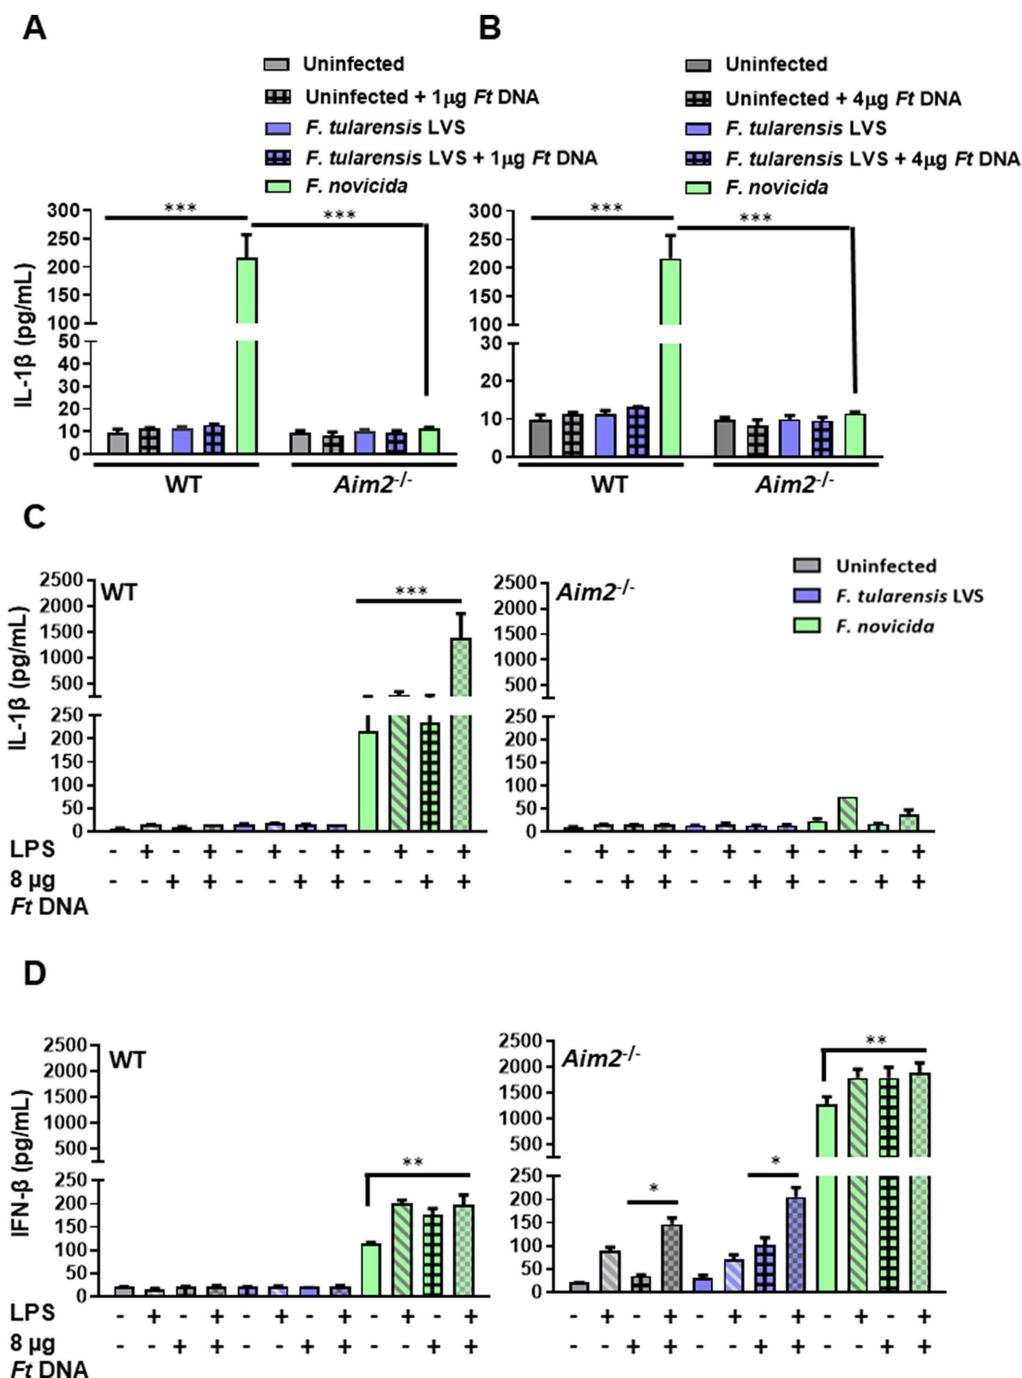 A
Uninfected
Uninfected + 1μg Ft DNA
F. tularensis LVS
F. tularensis LVS + 1μg Ft DNA
F. novicida
IL-1β (pg/mL)
300
250
200
150
100
50
40
30
20
10
0
***
***
WT
Aim2-/-
B
Uninfected
Uninfected + 4μg Ft DNA
F. tularensis LVS
F. tularensis LVS + 4μg Ft DNA
F. novicida
300
250
200
150
100
30
20
10
0
***
***
WT
Aim2-/-
C
WT
IL-1β (pg/mL)
2500
2000
1500
1000
500
250
200
150
100
50
0
***
Aim2-/-
2500
2000
1500
1000
500
250
200
150
100
50
0
Uninfected
F. tularensis LVS
F. novicida
LPS - + - + - + - + - + - + - + - + - + - + - + - +
8 μg - - + + - - + + - - + + - - + + - - + + - - + +
Ft DNA
D
WT
IFN-β (pg/mL)
2500
2000
1500
1000
500
250
200
150
100
50
0
**
Aim2-/-
2500
2000
1500
1000
500
250
200
150
100
50
0
*
*
**
LPS - + - + - + - + - + - + - + - + - + - + - + - +
8 μg - - + + - - + + - - + + - - + + - - + + - - + +
Ft DNA